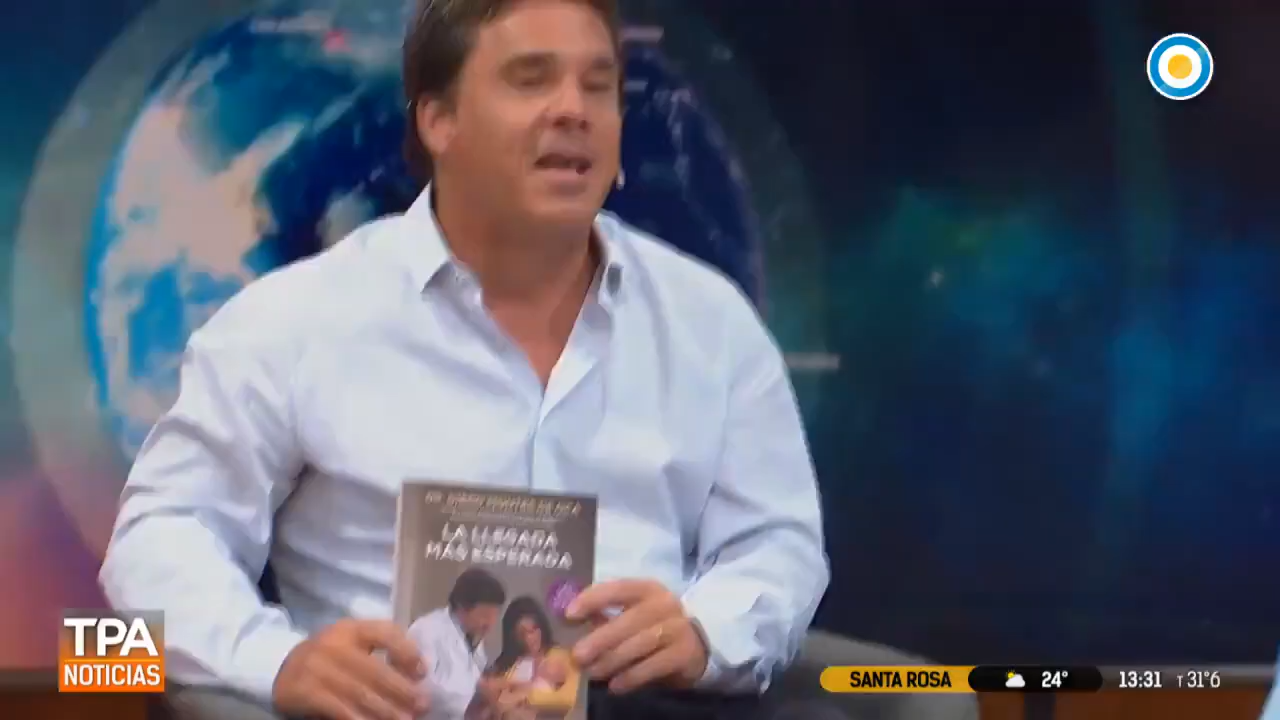 LA LLEGADA
MÁS ESPERADA
TPA
NOTICIAS
SANTA ROSA
24°
13:31
T 31°6